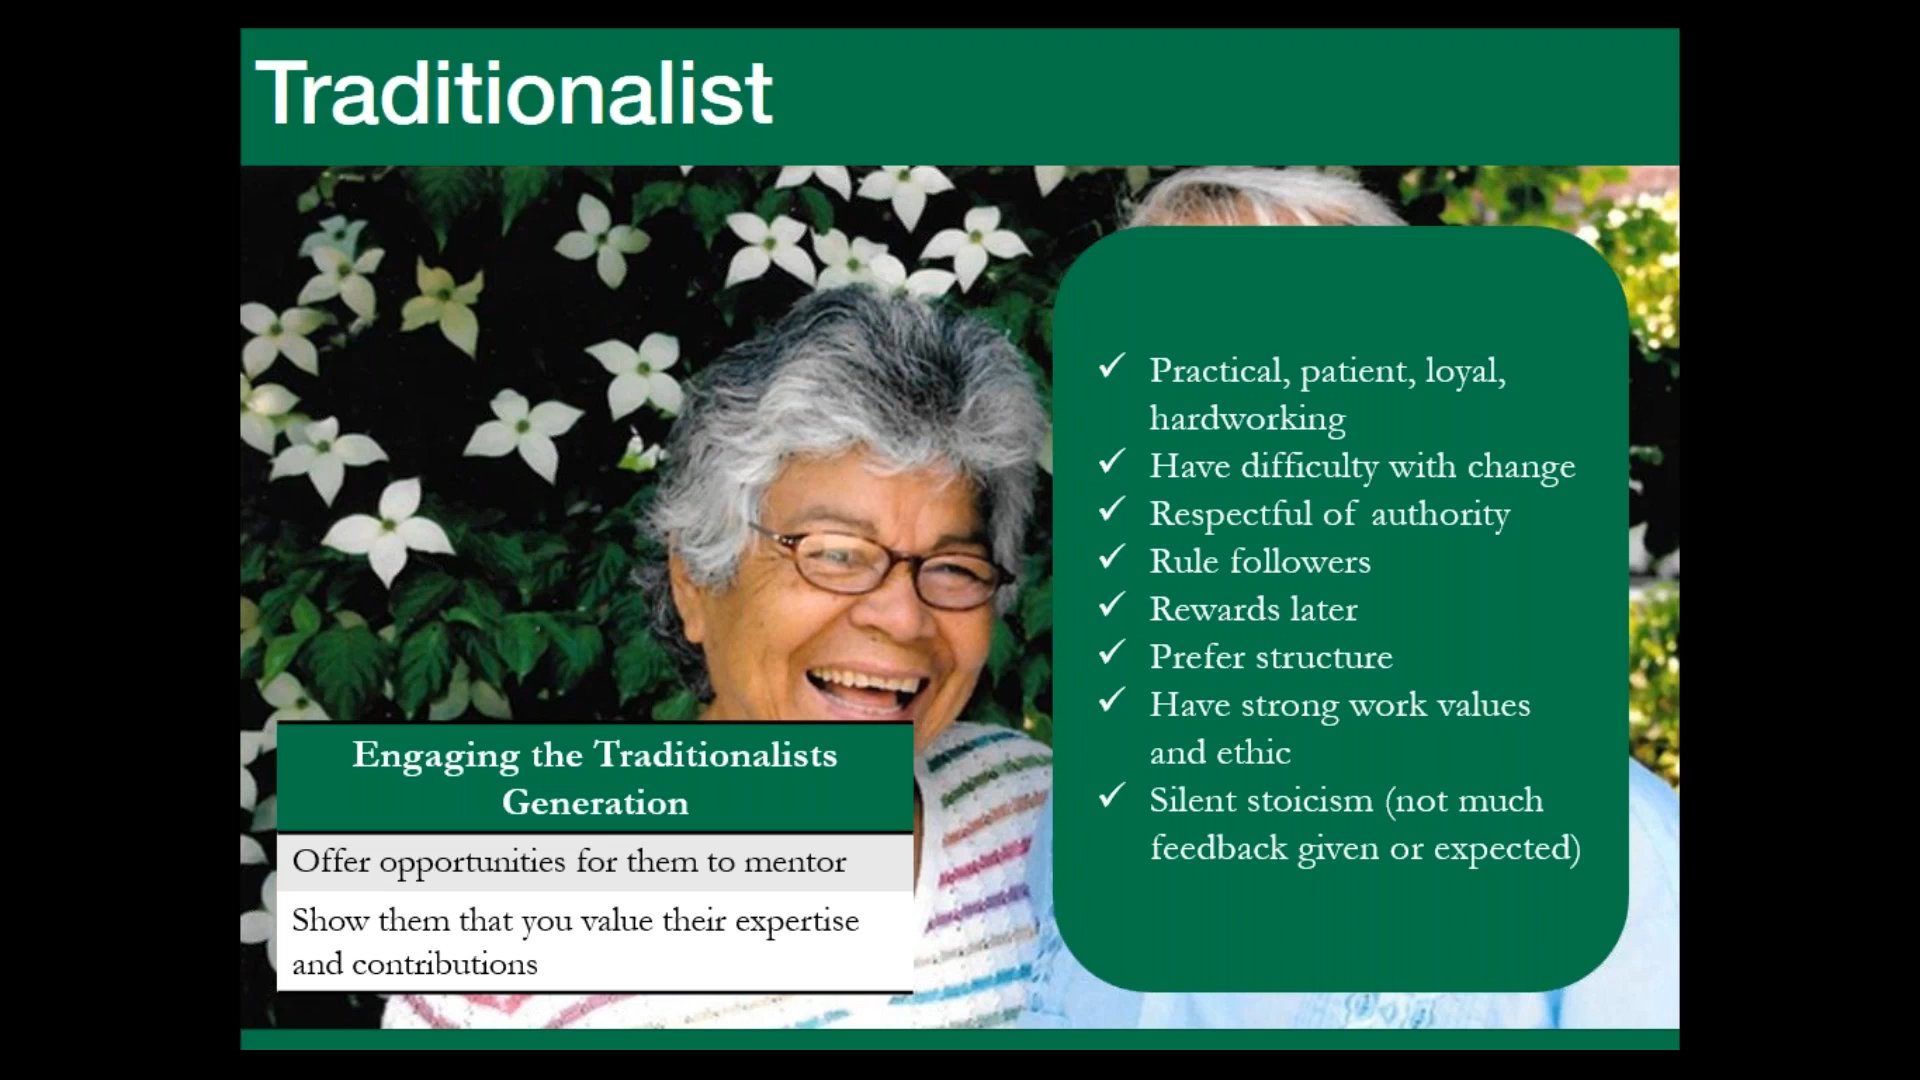 Traditionalist
Practical, patient, loyal,
hardworking
Have difficulty with change
Respectful of authority
Rule followers
Rewards later
Prefer structure
Have strong work values
and ethic
Silent stoicism (not much
feedback given or expected)
Engaging the Traditionalists
Generation
Offer opportunities for them to mentor
Show them that you value their expertise
and contributions